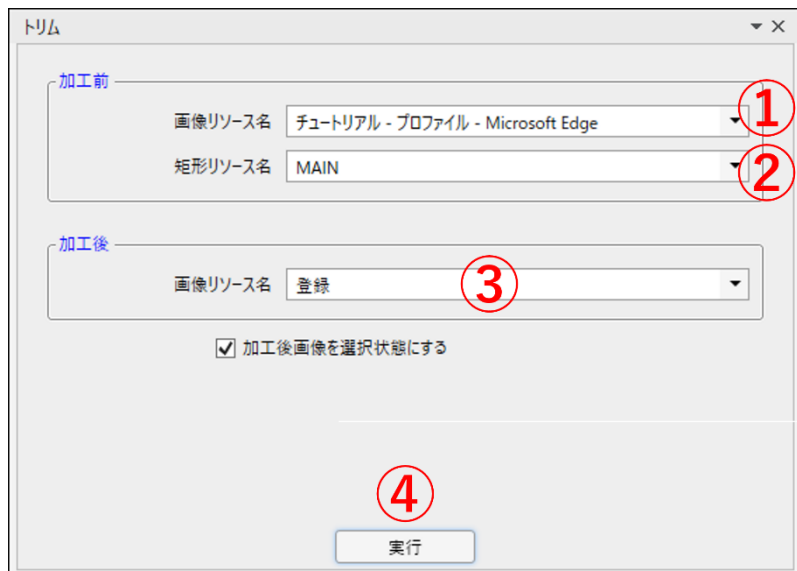 トリム
加工前
画像リソース名 チュートリアル - プロファイル - Microsoft Edge ①
矩形リソース名 MAIN ②
加工後
画像リソース名 登録 ③
加工後画像を選択状態にする
④
実行